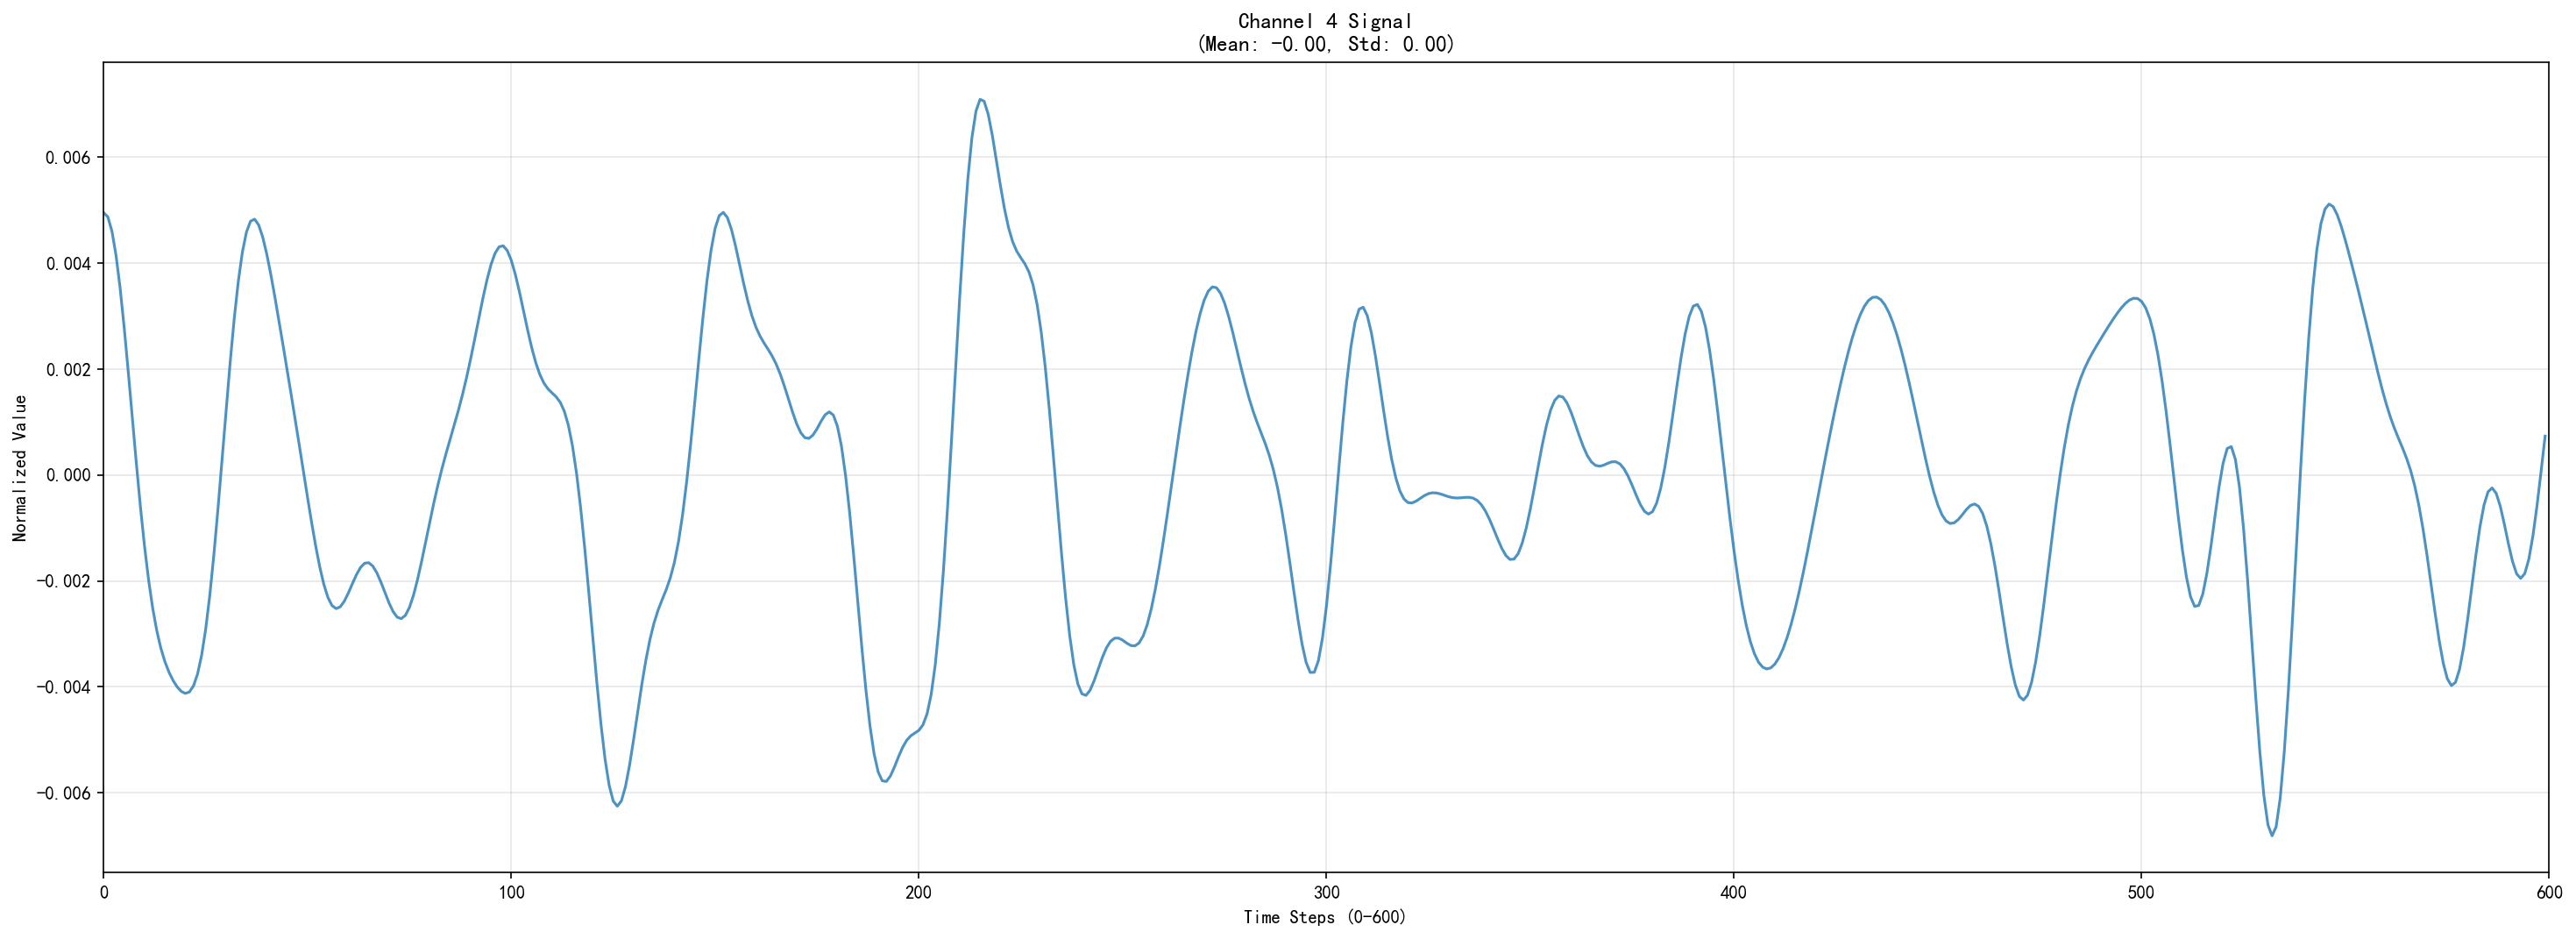 Channel 4 Signal
(Mean: -0.00, Std: 0.00)
Normalized Value
0.006
0.004
0.002
0.000
-0.002
-0.004
-0.006
0 100 200 300 400 500 600
Time Steps (0-600)